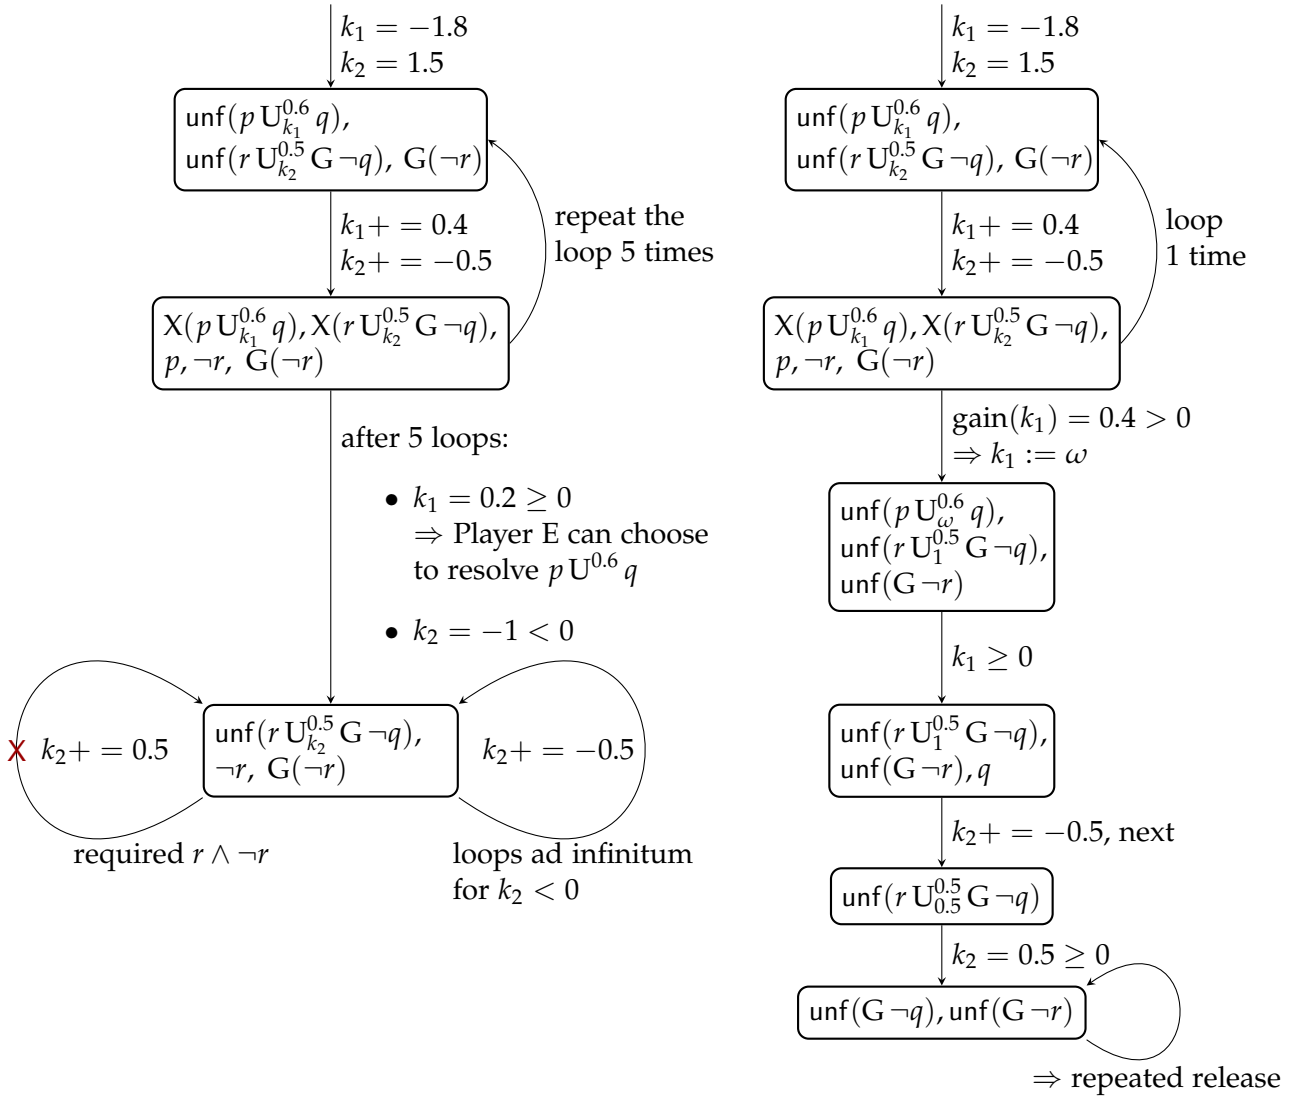 k₁ = −1.8
k₂ = 1.5
unf(p U^{0.6}_{k₁} q),
unf(r U^{0.5}_{k₂} G ¬q), G(¬r)
k₁+ = 0.4
k₂+ = −0.5
repeat the
loop 5 times
X(p U^{0.6}_{k₁} q), X(r U^{0.5}_{k₂} G ¬q),
p, ¬r, G(¬r)
after 5 loops:
• k₁ = 0.2 ≥ 0
⇒ Player E can choose
to resolve p U^{0.6} q
• k₂ = −1 < 0
unf(r U^{0.5}_{k₂} G ¬q),
¬r, G(¬r)
X k₂+ = 0.5
k₂+ = −0.5
required r ∧ ¬r
loops ad infinitum
for k₂ < 0
k₁ = −1.8
k₂ = 1.5
unf(p U^{0.6}_{k₁} q),
unf(r U^{0.5}_{k₂} G ¬q), G(¬r)
k₁+ = 0.4
k₂+ = −0.5
loop
1 time
X(p U^{0.6}_{k₁} q), X(r U^{0.5}_{k₂} G ¬q),
p, ¬r, G(¬r)
gain(k₁) = 0.4 > 0
⇒ k₁ := ω
unf(p U^{0.6}_{ω} q),
unf(r U^{0.5}_{1} G ¬q),
unf(G ¬r)
k₁ ≥ 0
unf(r U^{0.5}_{1} G ¬q),
unf(G ¬r), q
k₂+ = −0.5, next
unf(r U^{0.5}_{0.5} G ¬q)
k₂ = 0.5 ≥ 0
unf(G ¬q), unf(G ¬r)
⇒ repeated release